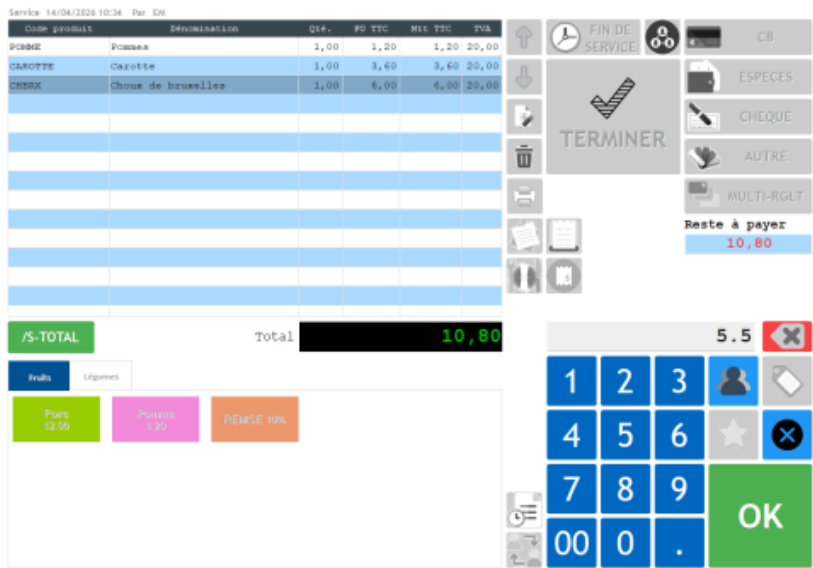 Service 14/04/2026 10:34 Par EM
Code produit Dénomination Qté. PU TTC Mtt TTC TVA
POMME Pommes 1,00 1,20 1,20 20,00
CAROTTE Carotte 1,00 3,60 3,60 20,00
CHBRX Choux de bruxelles 1,00 6,00 6,00 20,00
FIN DE
SERVICE
CB
ESPECES
TERMINER
CHEQUE
AUTRE
MULTI-RGLT
Reste à payer
10,80
/S-TOTAL
Total
10,80
5.5
Fruits
Légumes
Poire
12.00
Pomme
1.20
REMISE 10%
1 2 3
4 5 6
7 8 9
00 0 .
OK